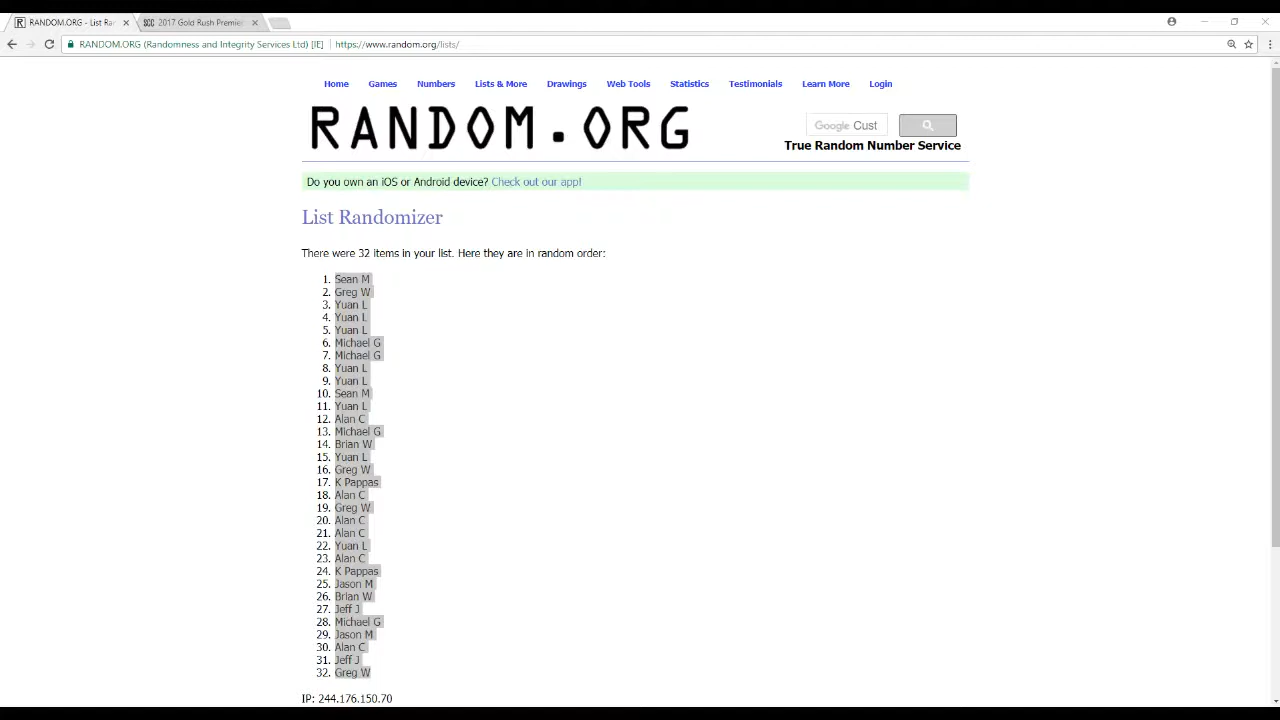 RANDOM.ORG - List Ra
2017 Gold Rush Premie
RANDOM.ORG (Randomness and Integrity Services Ltd) [IE] https://www.random.org/lists/
Home Games Numbers Lists & More Drawings Web Tools Statistics Testimonials Learn More Login
RANDOM.ORG
Google Cust
True Random Number Service
Do you own an iOS or Android device? Check out our app!
List Randomizer
There were 32 items in your list. Here they are in random order:
1. Sean M
2. Greg W
3. Yuan L
4. Yuan L
5. Yuan L
6. Michael G
7. Michael G
8. Yuan L
9. Yuan L
10. Sean M
11. Yuan L
12. Alan C
13. Michael G
14. Brian W
15. Yuan L
16. Greg W
17. K Pappas
18. Alan C
19. Greg W
20. Alan C
21. Alan C
22. Yuan L
23. Alan C
24. K Pappas
25. Jason M
26. Brian W
27. Jeff J
28. Michael G
29. Jason M
30. Alan C
31. Jeff J
32. Greg W
IP: 244.176.150.70